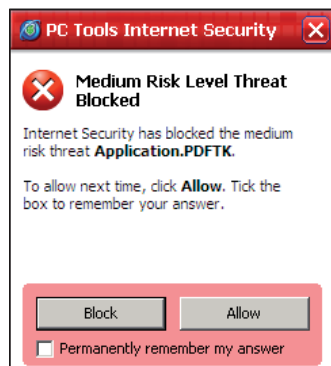 PC Tools Internet Security
Medium Risk Level Threat
Blocked
Internet Security has blocked the medium
risk threat Application.PDFTK.
To allow next time, click Allow. Tick the
box to remember your answer.
Block
Allow
Permanently remember my answer